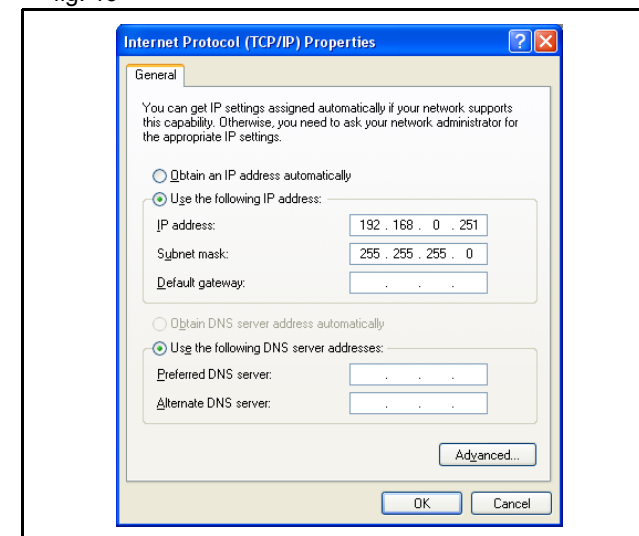 Internet Protocol (TCP/IP) Properties
General
You can get IP settings assigned automatically if your network supports
this capability. Otherwise, you need to ask your network administrator for
the appropriate IP settings.
Obtain an IP address automatically
Use the following IP address:
IP address: 192 . 168 . 0 . 251
Subnet mask: 255 . 255 . 255 . 0
Default gateway: . . .
Obtain DNS server address automatically
Use the following DNS server addresses:
Preferred DNS server: . . .
Alternate DNS server: . . .
Advanced...
OK Cancel